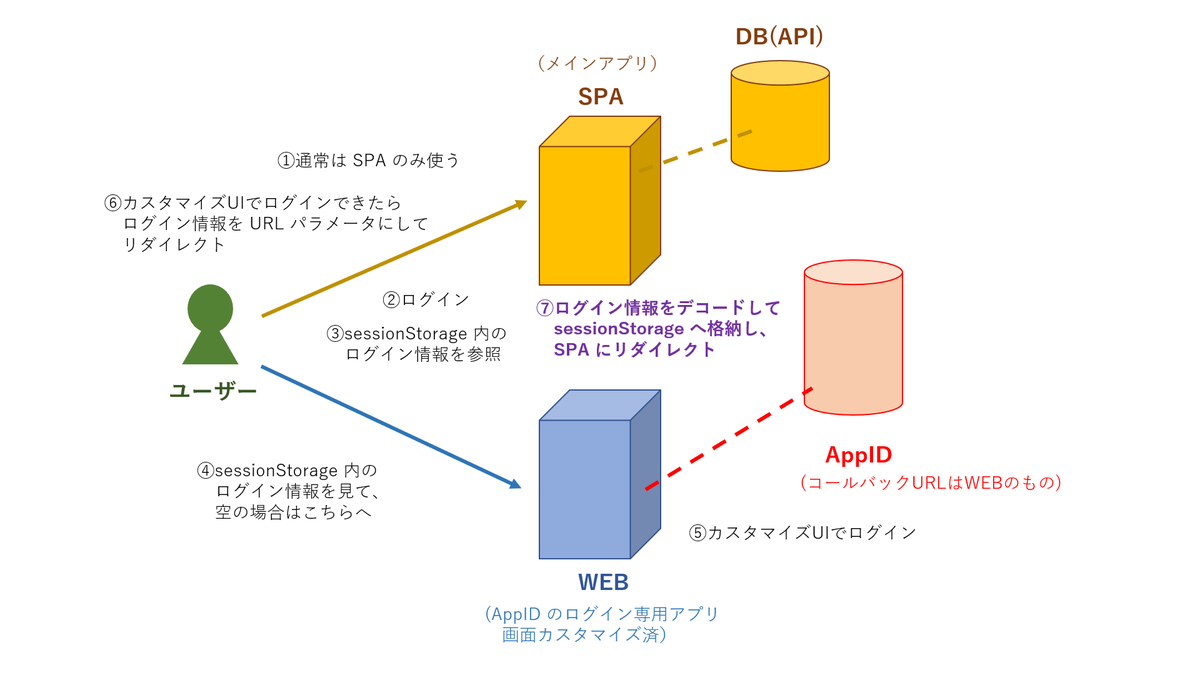 DB(API)
（メインアプリ）
SPA
①通常は SPA のみ使う
⑥カスタマイズUIでログインできたら
ログイン情報を URL パラメータにして
リダイレクト
②ログイン
③sessionStorage 内の
ログイン情報を参照
⑦ログイン情報をデコードして
sessionStorage へ格納し、
SPA にリダイレクト
ユーザー
④sessionStorage 内の
ログイン情報を見て、
空の場合はこちらへ
AppID
（コールバックURLはWEBのもの）
⑤カスタマイズUIでログイン
WEB
（AppID のログイン専用アプリ
画面カスタマイズ済）